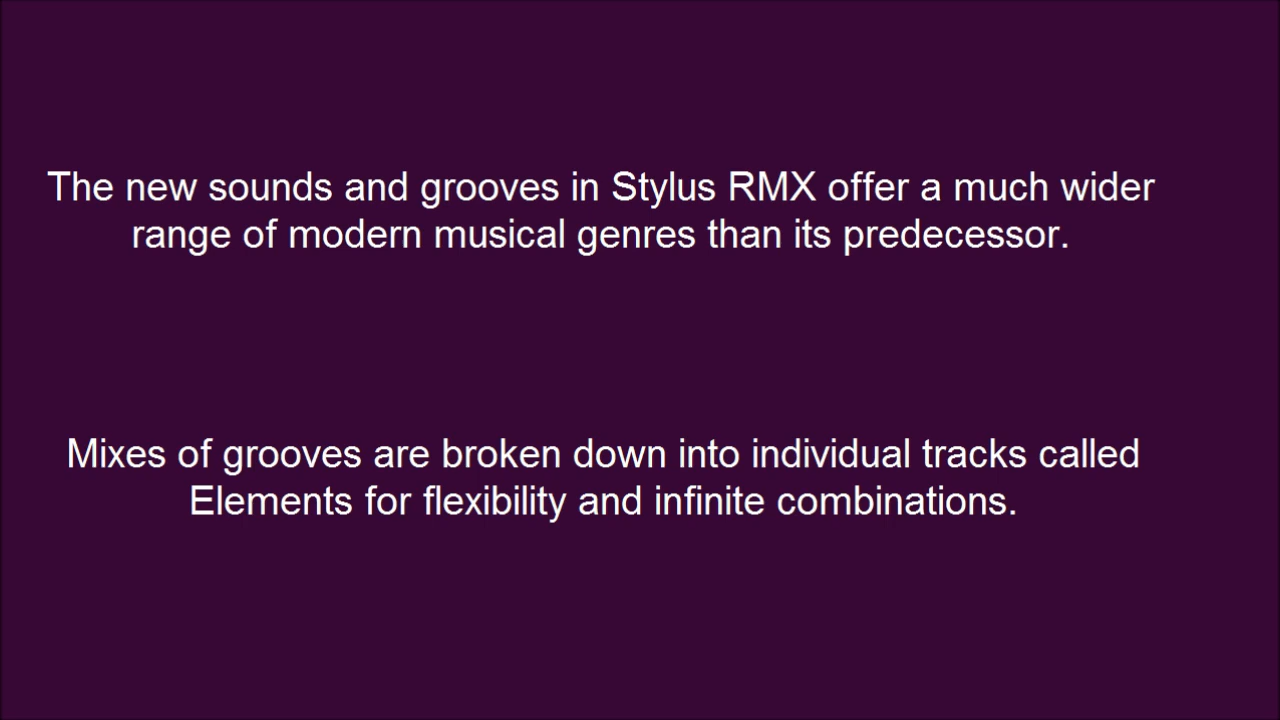 The new sounds and grooves in Stylus RMX offer a much wider
range of modern musical genres than its predecessor.
Mixes of grooves are broken down into individual tracks called
Elements for flexibility and infinite combinations.